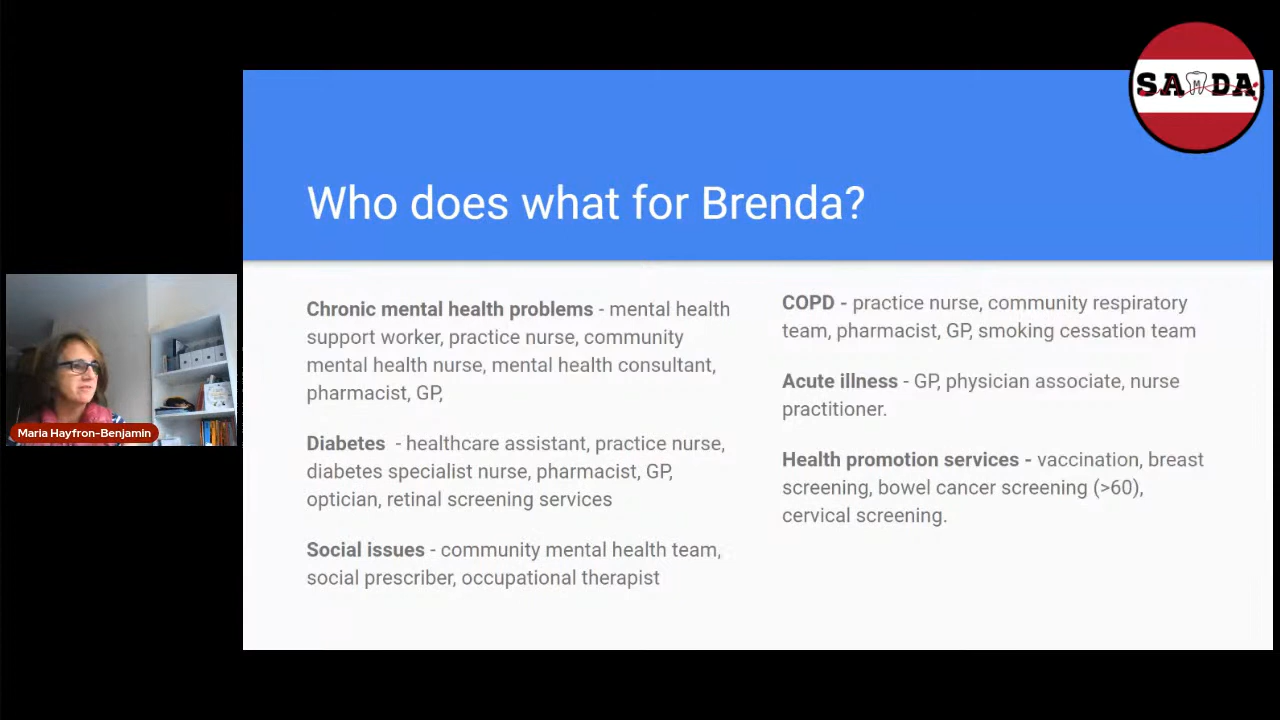 SAMDA
Who does what for Brenda?
Chronic mental health problems - mental health
support worker, practice nurse, community
mental health nurse, mental health consultant,
pharmacist, GP,
Diabetes - healthcare assistant, practice nurse,
diabetes specialist nurse, pharmacist, GP,
optician, retinal screening services
Social issues - community mental health team,
social prescriber, occupational therapist
COPD - practice nurse, community respiratory
team, pharmacist, GP, smoking cessation team
Acute illness - GP, physician associate, nurse
practitioner.
Health promotion services - vaccination, breast
screening, bowel cancer screening (>60),
cervical screening.
Maria Hayfron-Benjamin